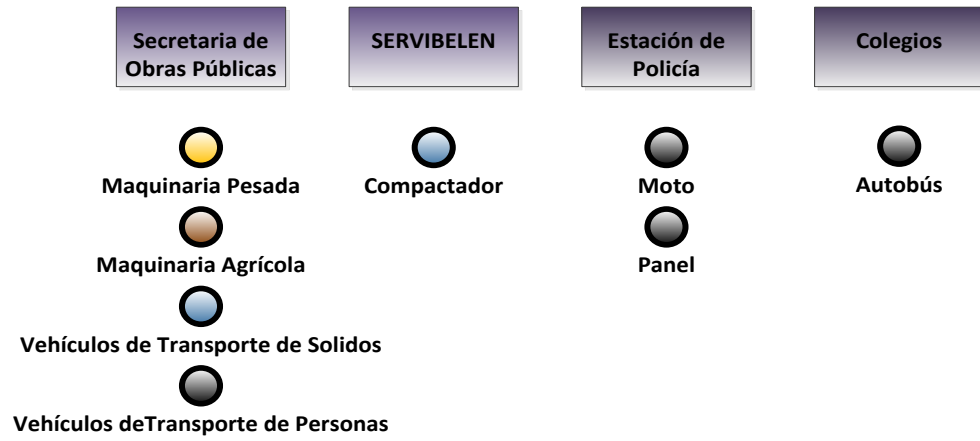 Secretaria de
Obras Públicas
SERVIBELEN
Estación de
Policía
Colegios
Maquinaria Pesada
Compactador
Moto
Autobús
Maquinaria Agrícola
Panel
Vehículos de Transporte de Solidos
Vehículos deTransporte de Personas